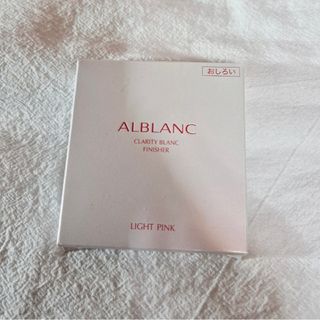 おしろい
ALBLANC
CLARITY BLANC
FINISHER
LIGHT PINK